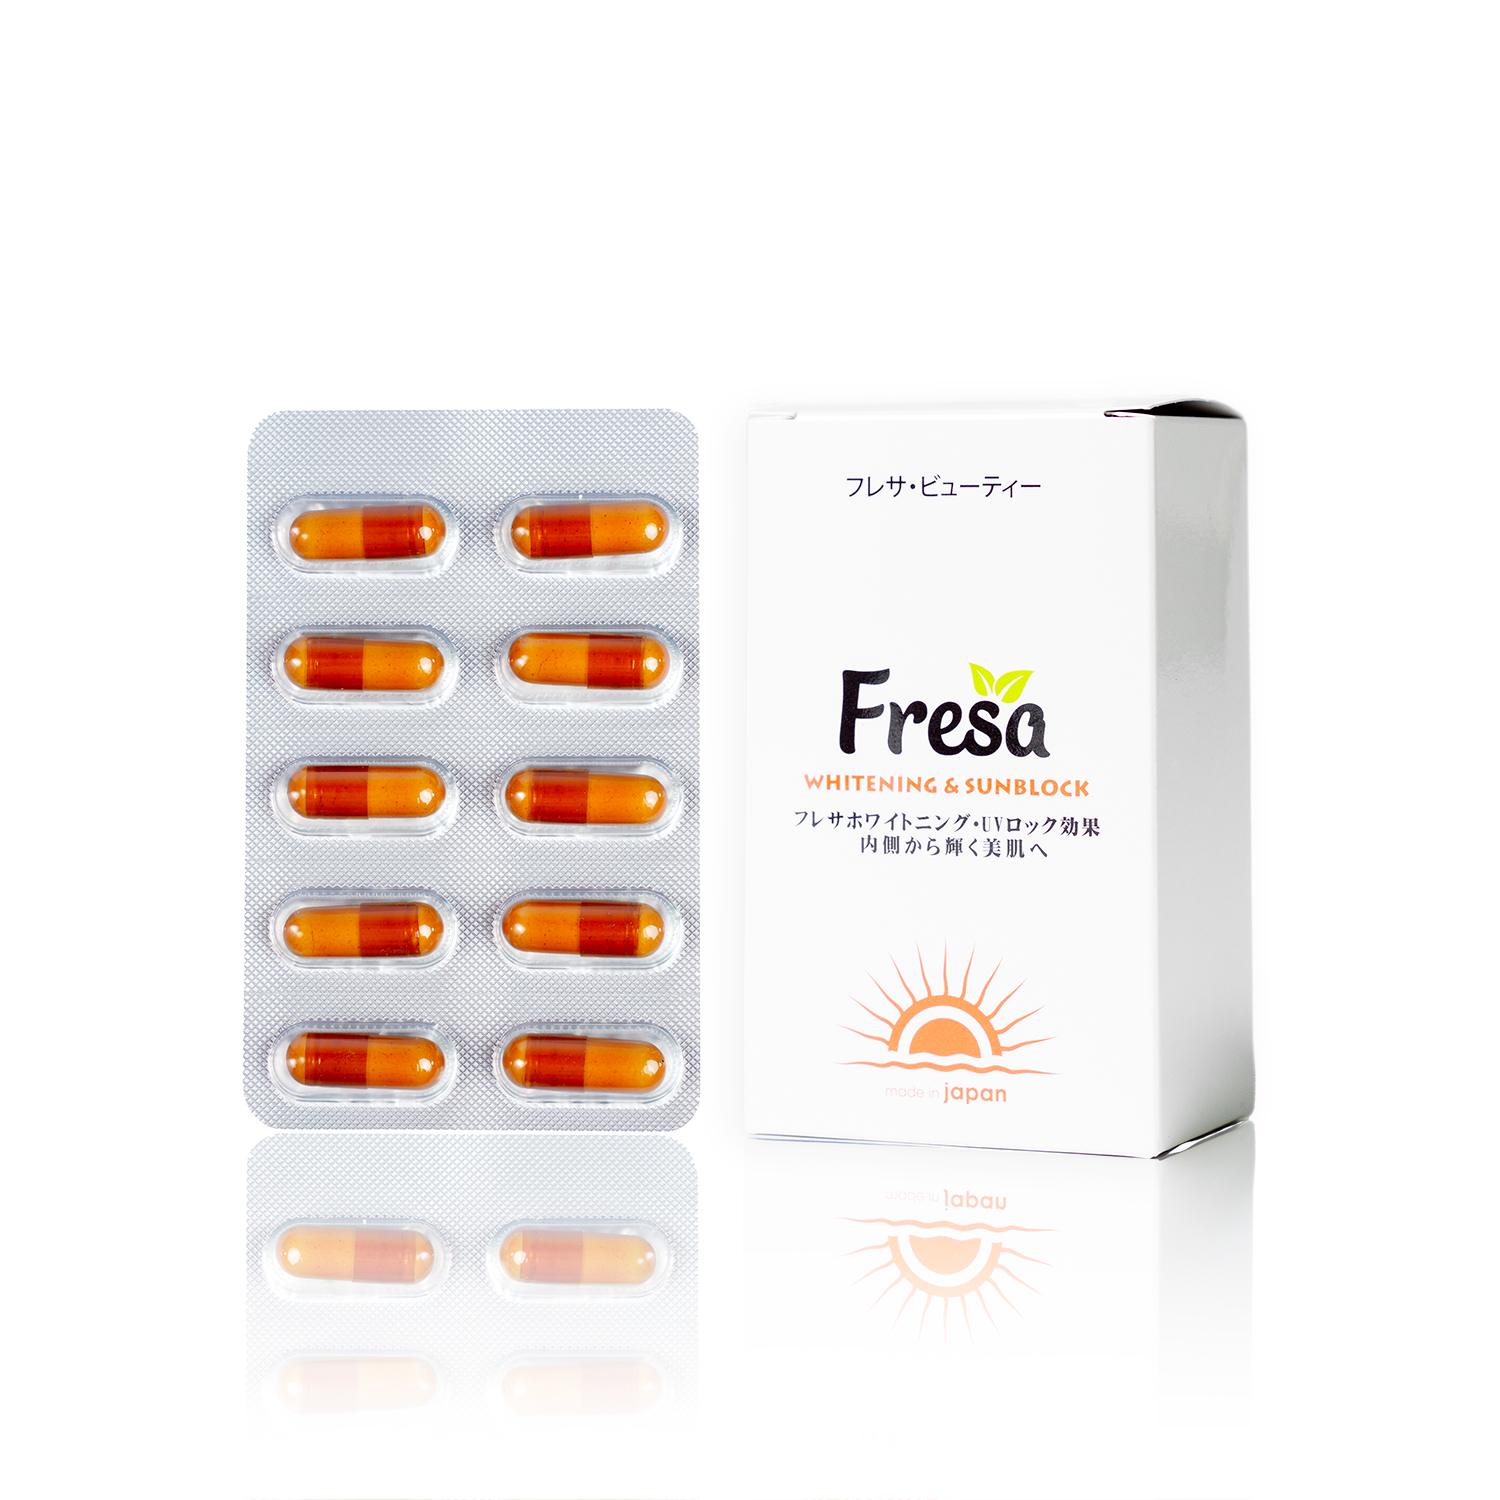 フレサ・ビューティー
Fresa
WHITENING & SUNBLOCK
フレサホワイトニング・UVロック効果
内側から輝く美肌へ
made in japan